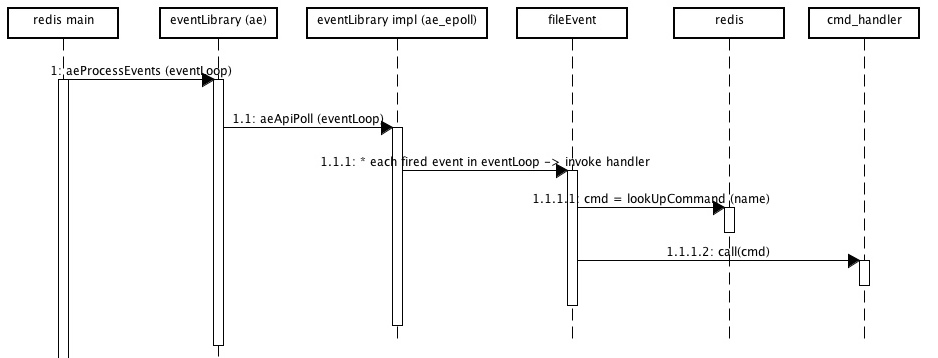 redis main
eventLibrary (ae)
eventLibrary impl (ae_epoll)
fileEvent
redis
cmd_handler
1: aeProcessEvents (eventLoop)
1.1: aeApiPoll (eventLoop)
1.1.1: * each fired event in eventLoop -> invoke handler
1.1.1.1: cmd = lookUpCommand (name)
1.1.1.2: call(cmd)